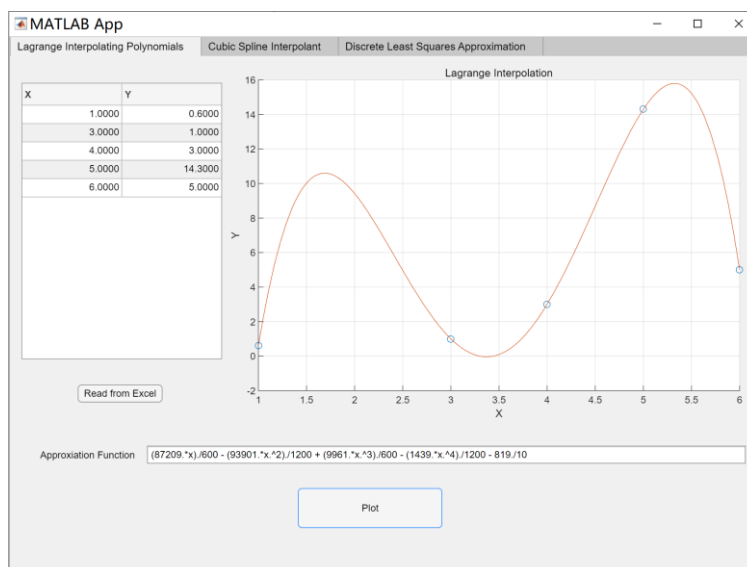 MATLAB App
Lagrange Interpolating Polynomials Cubic Spline Interpolant Discrete Least Squares Approximation
X Y
1.0000 0.6000
3.0000 1.0000
4.0000 3.0000
5.0000 14.3000
6.0000 5.0000
Read from Excel
Lagrange Interpolation
16
14
12
10
8
6
4
2
0
-2
Y
1 1.5 2 2.5 3 3.5 4 4.5 5 5.5 6
X
Approxiation Function (87209.*x)./600 - (93901.*x.^2)./1200 + (9961.*x.^3)./600 - (1439.*x.^4)./1200 - 819./10
Plot